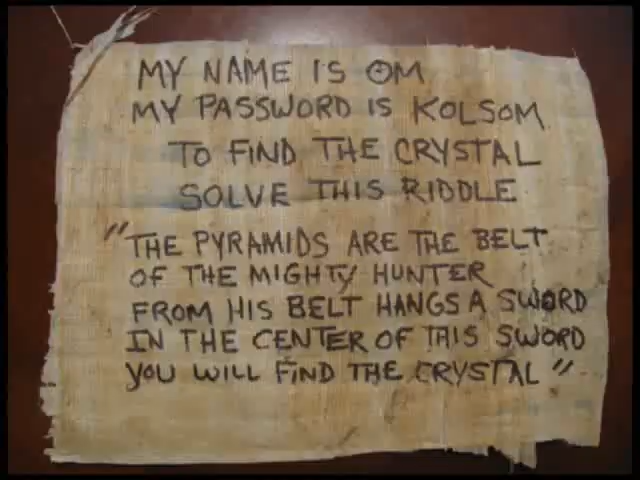 MY NAME IS OM
MY PASSWORD IS KOLSOM
TO FIND THE CRYSTAL
SOLVE THIS RIDDLE
"THE PYRAMIDS ARE THE BELT
OF THE MIGHTY HUNTER
FROM HIS BELT HANGS A SWORD
IN THE CENTER OF THIS SWORD
YOU WILL FIND THE CRYSTAL"